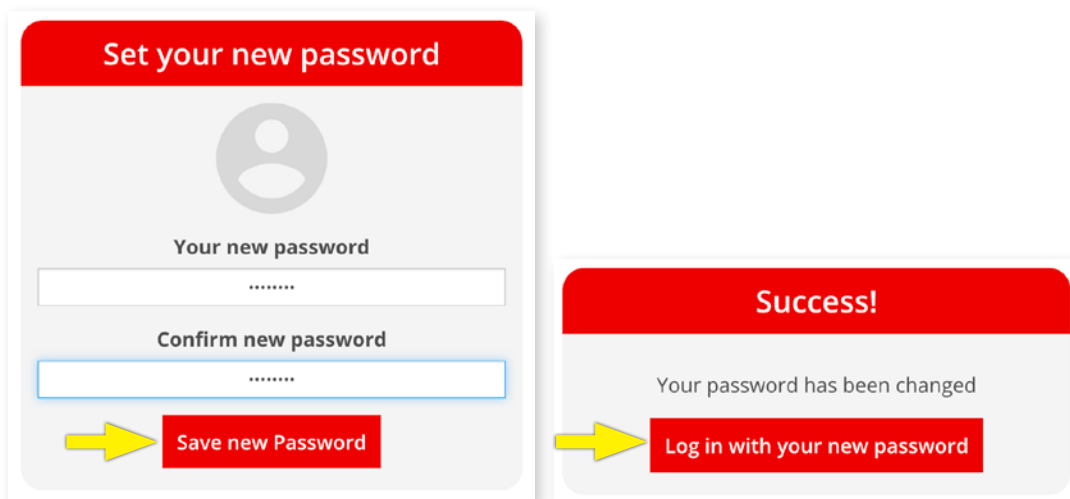 Set your new password
Your new password
········
Confirm new password
········
Save new Password
Success!
Your password has been changed
Log in with your new password